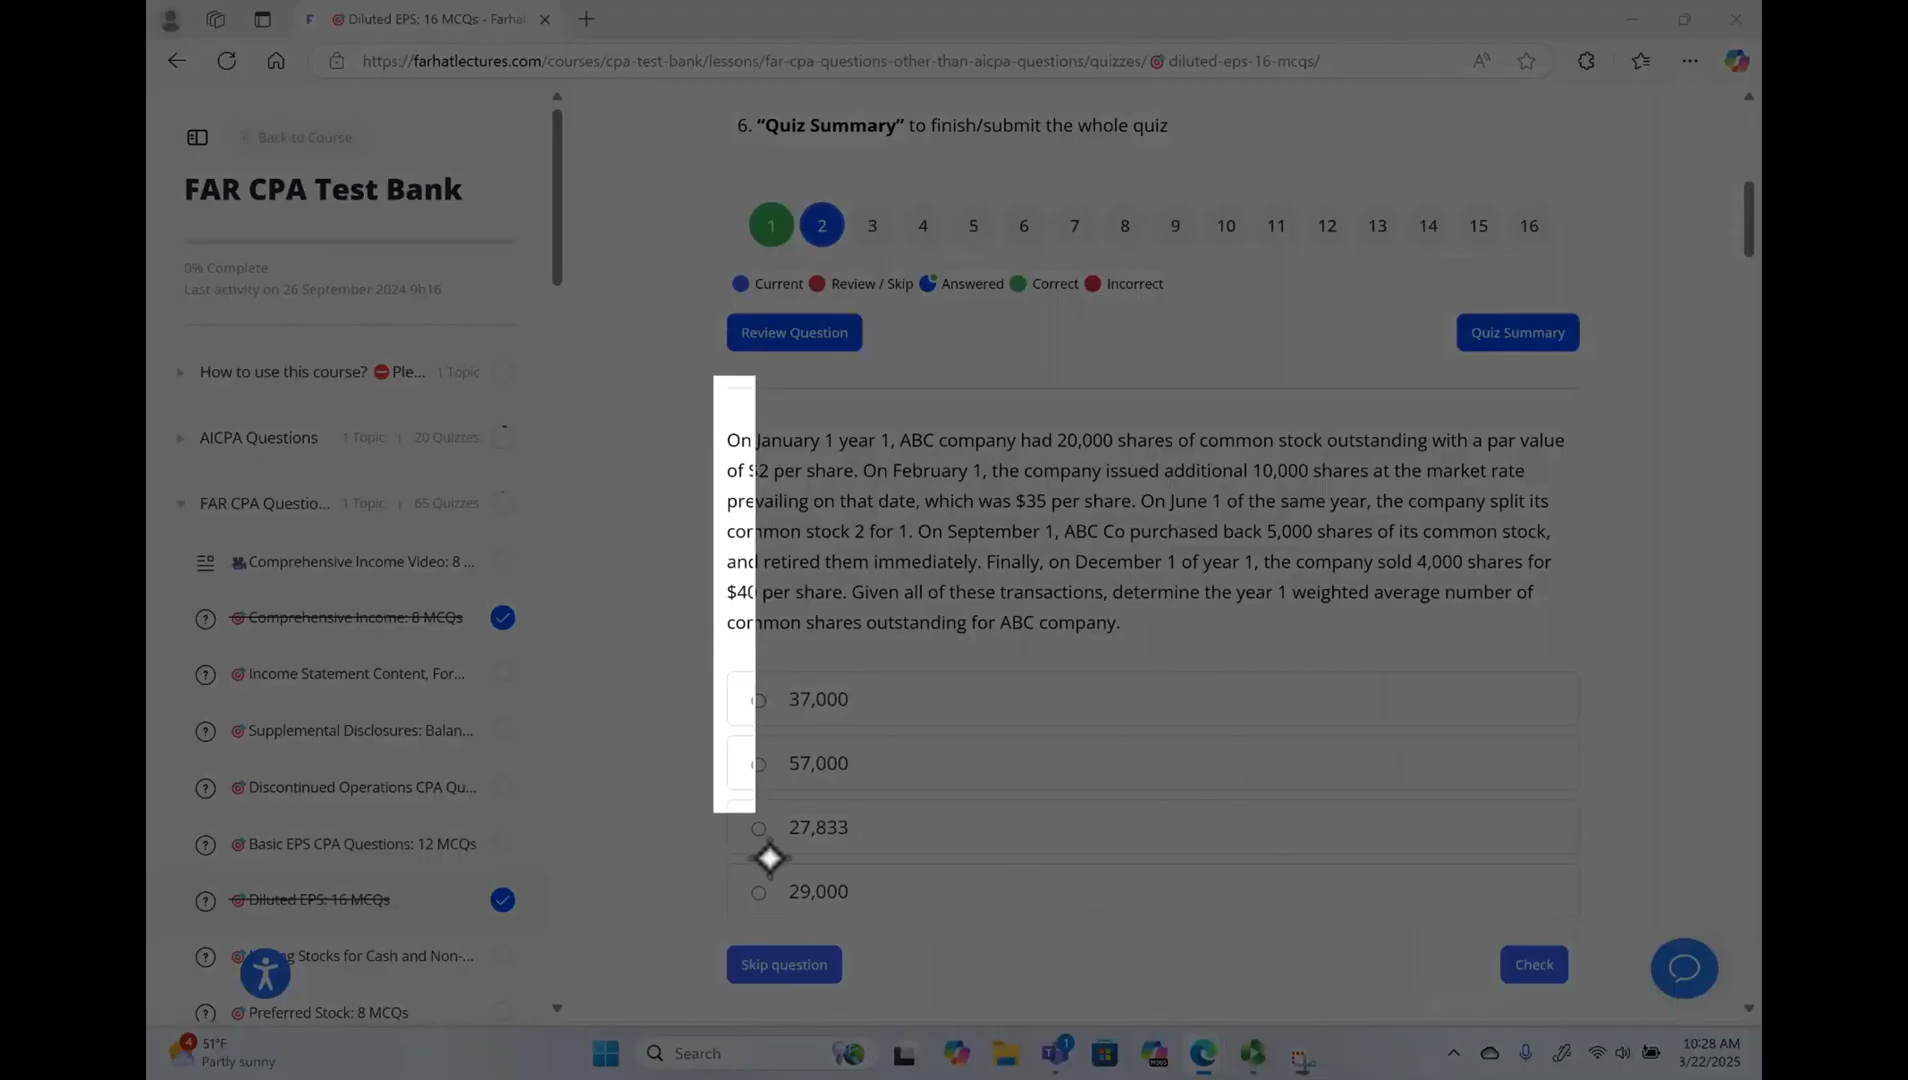 Diluted EPS: 16 MCQs - Farhat
https://farhatlectures.com/courses/cpa-test-bank/lessons/far-cpa-questions-other-than-aicpa-questions/quizzes/🎯diluted-eps-16-mcqs/
Back to Course
FAR CPA Test Bank
0% Complete
Last activity on 26 September 2024 9h16
How to use this course? ⛔ Ple... 1 Topic
AICPA Questions 1 Topic | 20 Quizzes
FAR CPA Questio... 1 Topic | 65 Quizzes
Comprehensive Income Video: 8 ...
Comprehensive Income: 8 MCQs
Income Statement Content, For...
Supplemental Disclosures: Balan...
Discontinued Operations CPA Qu...
Basic EPS CPA Questions: 12 MCQs
Diluted EPS: 16 MCQs
g Stocks for Cash and Non-...
Preferred Stock: 8 MCQs
6. “Quiz Summary” to finish/submit the whole quiz
1 2 3 4 5 6 7 8 9 10 11 12 13 14 15 16
Current Review / Skip Answered Correct Incorrect
Review Question
Quiz Summary
On January 1 year 1, ABC company had 20,000 shares of common stock outstanding with a par value
of $2 per share. On February 1, the company issued additional 10,000 shares at the market rate
prevailing on that date, which was $35 per share. On June 1 of the same year, the company split its
common stock 2 for 1. On September 1, ABC Co purchased back 5,000 shares of its common stock,
and retired them immediately. Finally, on December 1 of year 1, the company sold 4,000 shares for
$40 per share. Given all of these transactions, determine the year 1 weighted average number of
common shares outstanding for ABC company.
37,000
57,000
27,833
29,000
Skip question
Check
4
51°F
Partly sunny
Search
1
M365
10:28 AM
3/22/2025